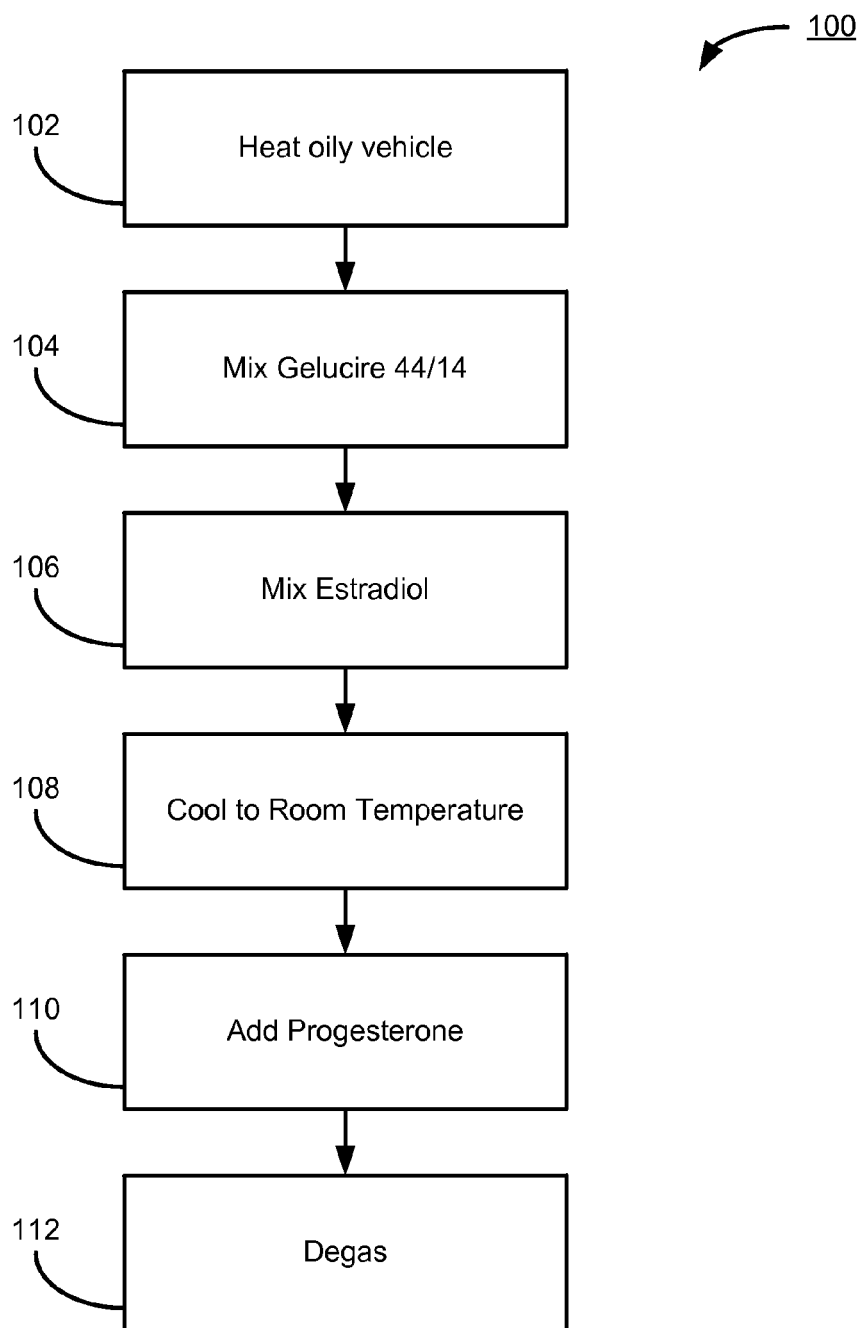 100
102
Heat oily vehicle
104
Mix Gelucire 44/14
106
Mix Estradiol
108
Cool to Room Temperature
110
Add Progesterone
112
Degas